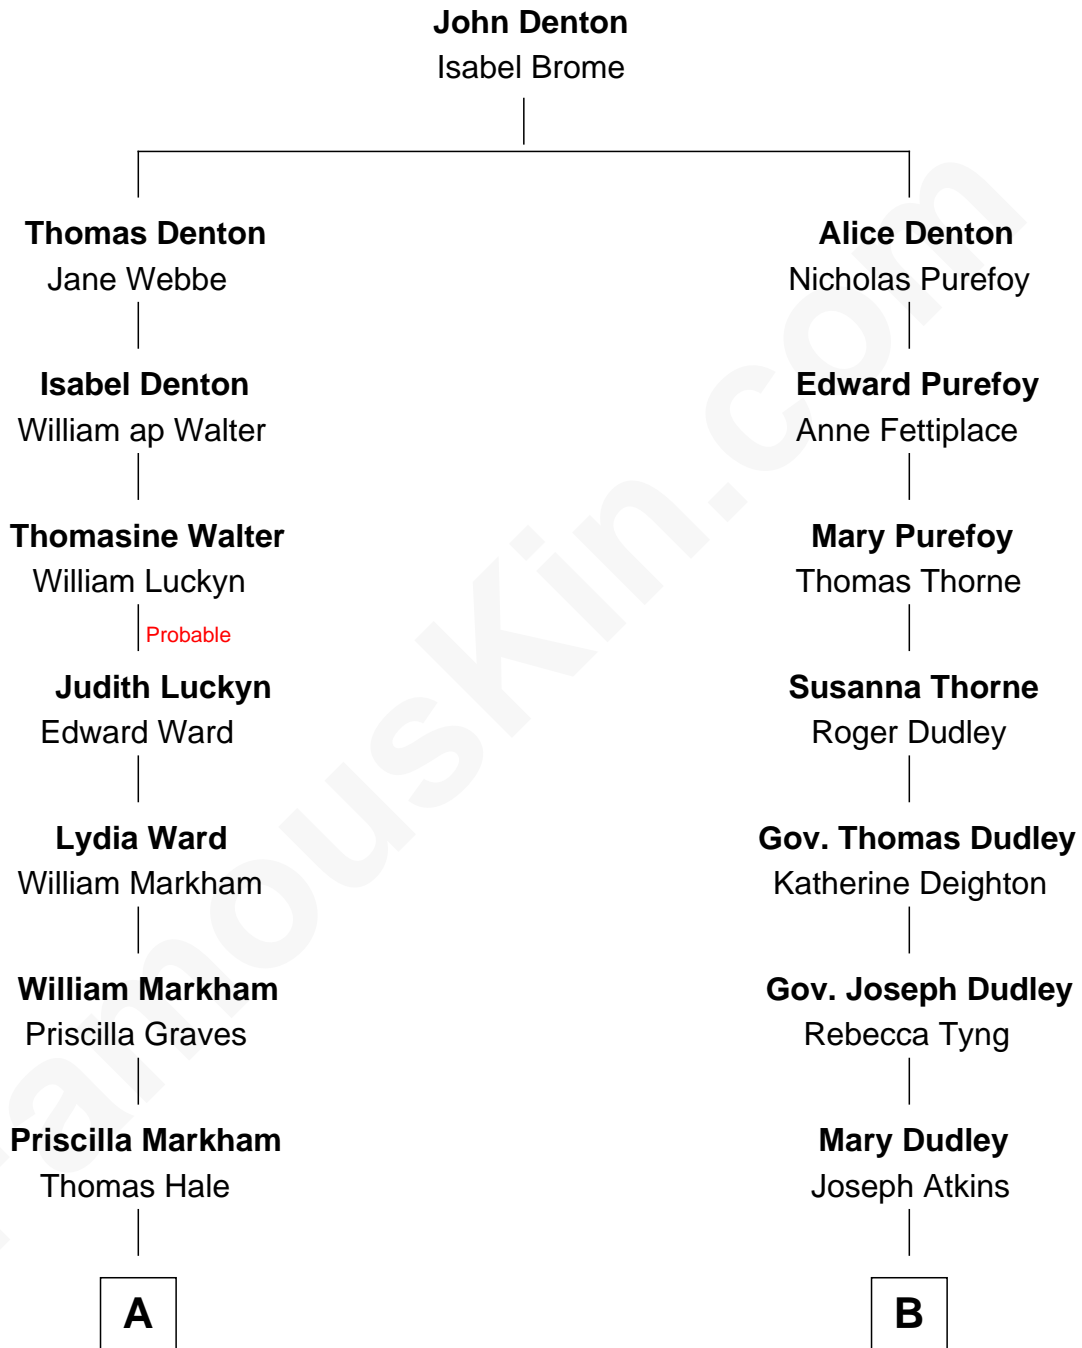 John Denton
Isabel Brome
Thomas Denton
Jane Webbe
Isabel Denton
William ap Walter
Thomasine Walter
William Luckyn
Probable
Judith Luckyn
Edward Ward
Lydia Ward
William Markham
William Markham
Priscilla Graves
Priscilla Markham
Thomas Hale
A
Alice Denton
Nicholas Purefoy
Edward Purefoy
Anne Fettiplace
Mary Purefoy
Thomas Thorne
Susanna Thorne
Roger Dudley
Gov. Thomas Dudley
Katherine Deighton
Gov. Joseph Dudley
Rebecca Tyng
Mary Dudley
Joseph Atkins
B
FamousKin.com